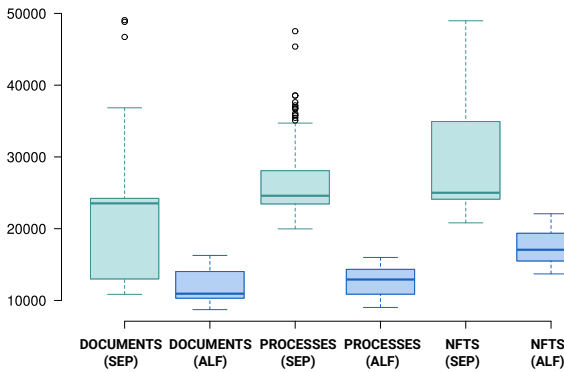 50000
40000
30000
20000
10000
DOCUMENTS DOCUMENTS PROCESSES PROCESSES NFTS NFTS
(SEP) (ALF) (SEP) (ALF) (SEP) (ALF)